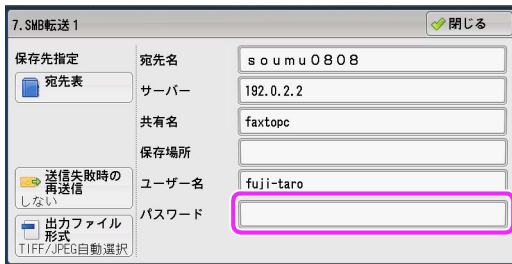 7.SMB転送1
閉じる
保存先指定
宛先表
宛先名
soumu0808
サーバー
192.0.2.2
共有名
faxtopc
保存場所
送信失敗時の
再送信
しない
ユーザー名
fuji-taro
パスワード
出力ファイル
形式
TIFF/JPEG自動選択